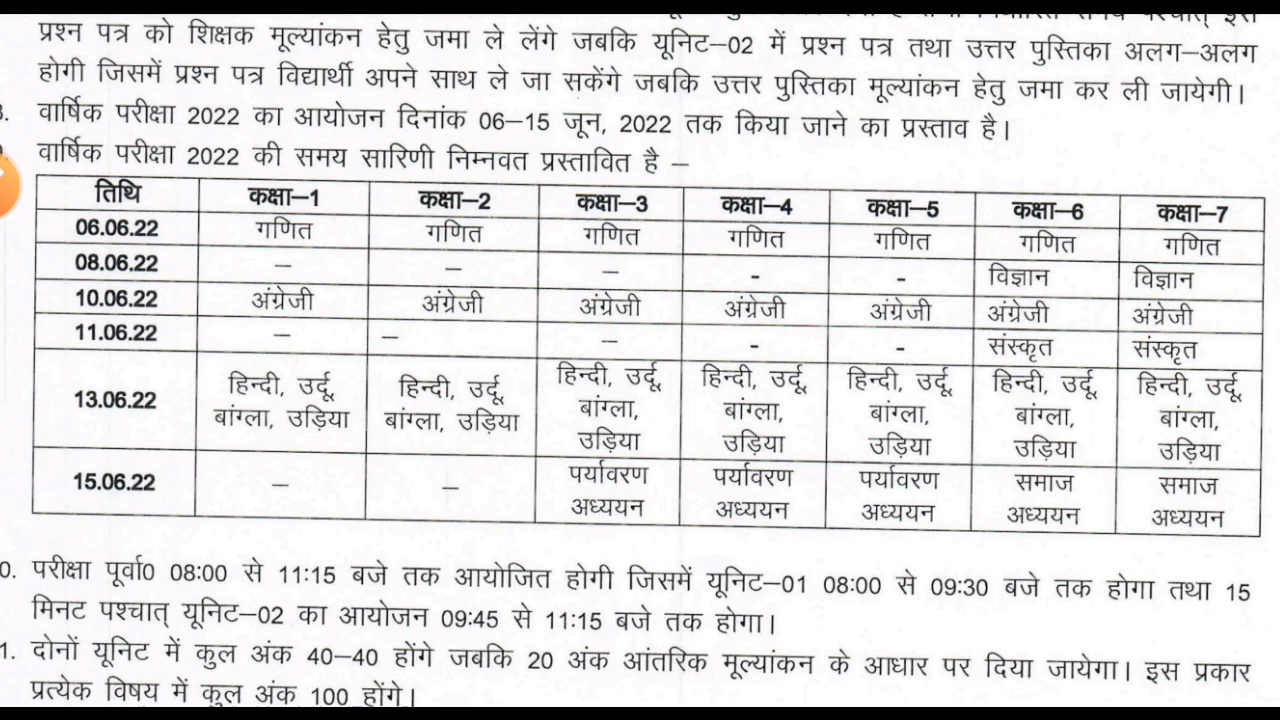 प्रश्न पत्र को शिक्षक मूल्यांकन हेतु जमा ले लेंगे जबकि यूनिट–02 में प्रश्न पत्र तथा उत्तर पुस्तिका अलग–अलग
होगी जिसमें प्रश्न पत्र विद्यार्थी अपने साथ ले जा सकेंगे जबकि उत्तर पुस्तिका मूल्यांकन हेतु जमा कर ली जायेगी।
वार्षिक परीक्षा 2022 का आयोजन दिनांक 06–15 जून, 2022 तक किया जाने का प्रस्ताव है।
वार्षिक परीक्षा 2022 की समय सारिणी निम्नवत प्रस्तावित है –
तिथि कक्षा–1 कक्षा–2 कक्षा–3 कक्षा–4 कक्षा–5 कक्षा–6 कक्षा–7
06.06.22 गणित गणित गणित गणित गणित गणित गणित
08.06.22 – – – - - विज्ञान विज्ञान
10.06.22 अंग्रेजी अंग्रेजी अंग्रेजी अंग्रेजी अंग्रेजी अंग्रेजी अंग्रेजी
11.06.22 – – – - - संस्कृत संस्कृत
13.06.22 हिन्दी, उर्दू, बांग्ला, उड़िया हिन्दी, उर्दू, बांग्ला, उड़िया हिन्दी, उर्दू, बांग्ला, उड़िया हिन्दी, उर्दू, बांग्ला, उड़िया हिन्दी, उर्दू, बांग्ला, उड़िया हिन्दी, उर्दू, बांग्ला, उड़िया हिन्दी, उर्दू, बांग्ला, उड़िया
15.06.22 – – पर्यावरण अध्ययन पर्यावरण अध्ययन पर्यावरण अध्ययन समाज अध्ययन समाज अध्ययन
0. परीक्षा पूर्वा0 08:00 से 11:15 बजे तक आयोजित होगी जिसमें यूनिट–01 08:00 से 09:30 बजे तक होगा तथा 15
मिनट पश्चात् यूनिट–02 का आयोजन 09:45 से 11:15 बजे तक होगा।
1. दोनों यूनिट में कुल अंक 40–40 होंगे जबकि 20 अंक आंतरिक मूल्यांकन के आधार पर दिया जायेगा। इस प्रकार
प्रत्येक विषय में कुल अंक 100 होंगे।